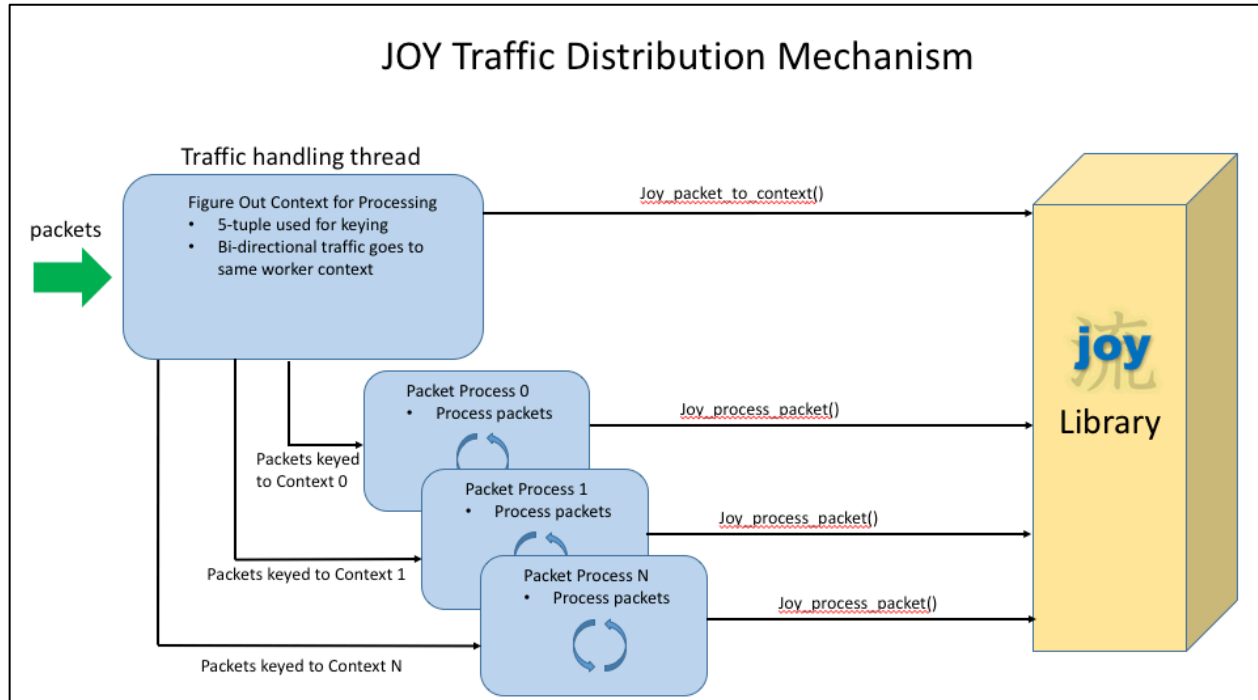 JOY Traffic Distribution Mechanism
Traffic handling thread
packets
Figure Out Context for Processing
• 5-tuple used for keying
• Bi-directional traffic goes to
same worker context
Joy_packet_to_context()
Packet Process 0
• Process packets
Joy_process_packet()
Packets keyed
to Context 0
Packet Process 1
• Process packets
Joy_process_packet()
Packets keyed to Context 1
Packet Process N
• Process packets
Joy_process_packet()
Packets keyed to Context N
流
joy
Library